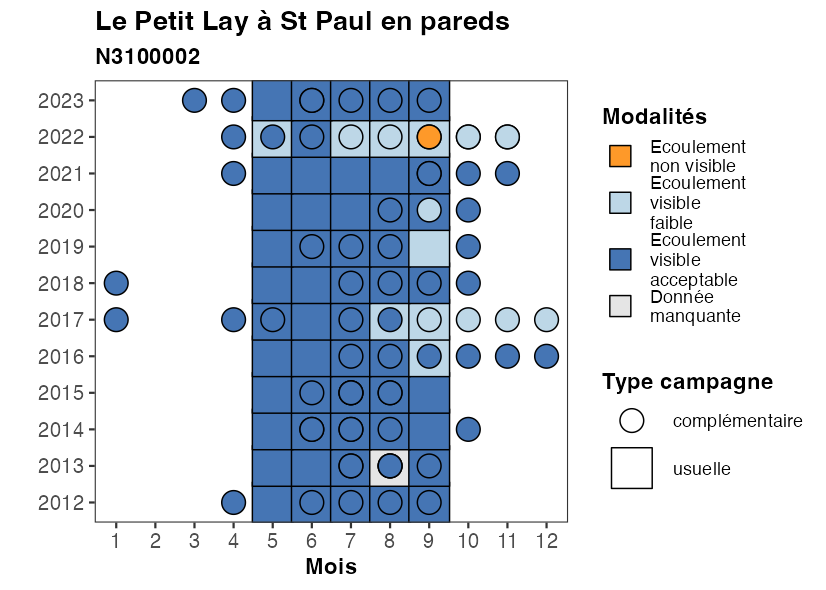 Le Petit Lay à St Paul en pareds
N3100002
2023
2022
2021
2020
2019
2018
2017
2016
2015
2014
2013
2012
1 2 3 4 5 6 7 8 9 10 11 12
Mois
Modalités
Ecoulement
non visible
Ecoulement
visible
faible
Ecoulement
visible
acceptable
Donnée
manquante
Type campagne
complémentaire
usuelle